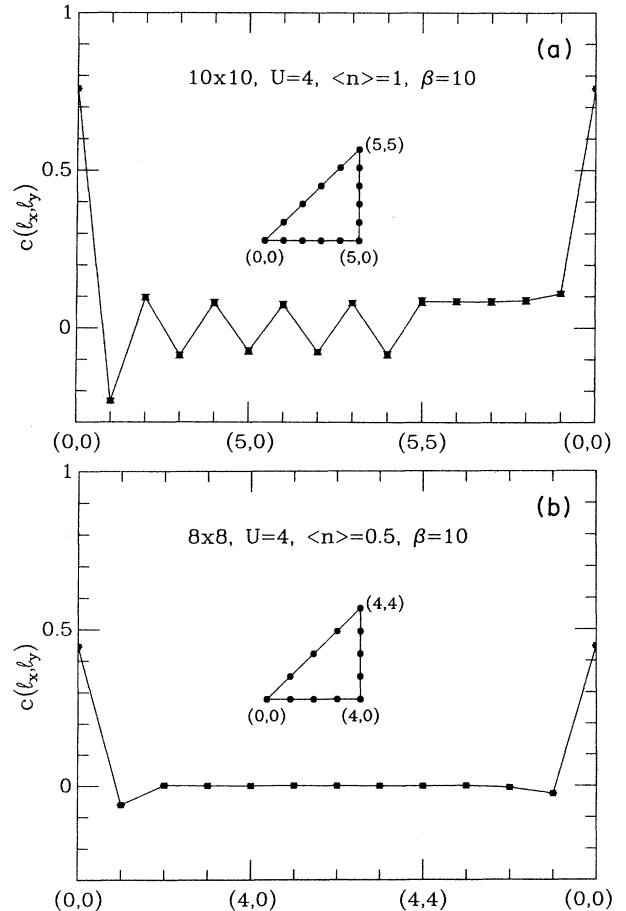 1
(a)
10x10, U=4, <n>=1, β=10
(5,5)
0.5
c(ℓx,ℓy)
(0,0) (5,0)
0
(0,0) (5,0) (5,5) (0,0)
1
(b)
8x8, U=4, <n>=0.5, β=10
(4,4)
0.5
c(ℓx,ℓy)
(0,0) (4,0)
0
(0,0) (4,0) (4,4) (0,0)